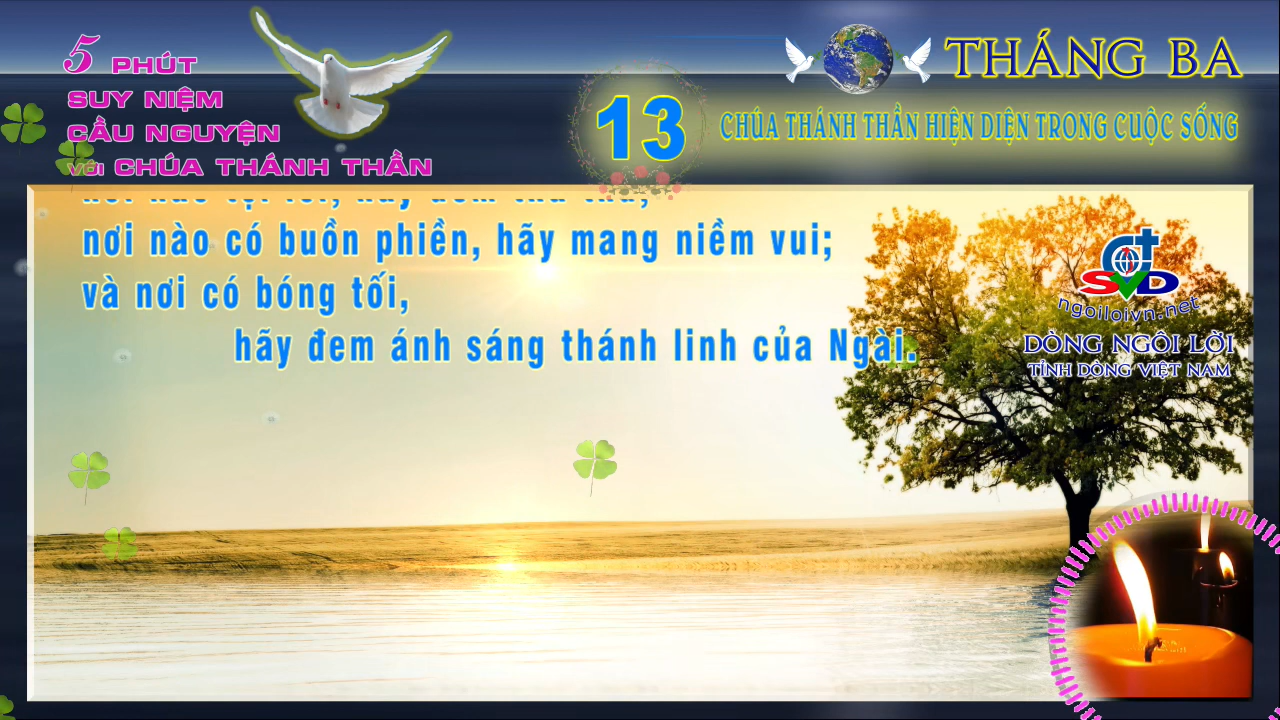 5 PHÚT
SUY NIỆM
CẦU NGUYỆN
VỚI CHÚA THÁNH THẦN
THÁNG BA
13
CHÚA THÁNH THẦN HIỆN DIỆN TRONG CUỘC SỐNG
nơi nào có buồn phiền, hãy mang niềm vui;
và nơi có bóng tối,
hãy đem ánh sáng thánh linh của Ngài.
SVD
ngoiloivn.net
DÒNG NGÔI LỜI
TỈNH DÒNG VIỆT NAM